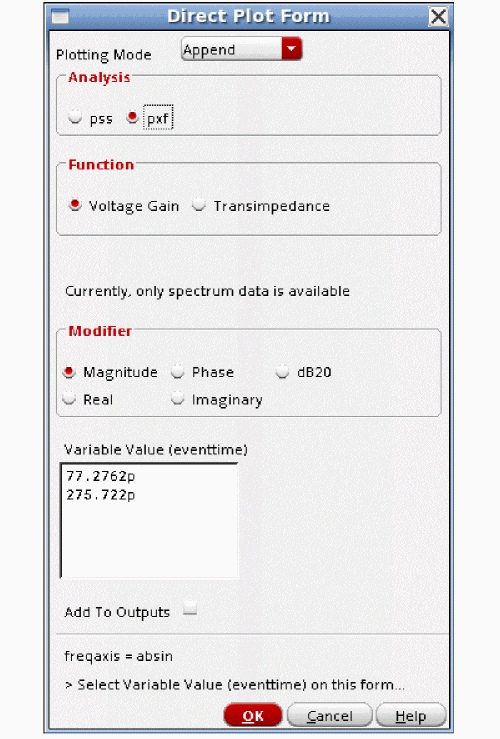 Direct Plot Form
Plotting Mode Append
Analysis
pss pxf
Function
Voltage Gain Transimpedance
Currently, only spectrum data is available
Modifier
Magnitude Phase dB20
Real Imaginary
Variable Value (eventtime)
77.2762p
275.722p
Add To Outputs
freqaxis = absin
> Select Variable Value (eventtime) on this form...
OK Cancel Help